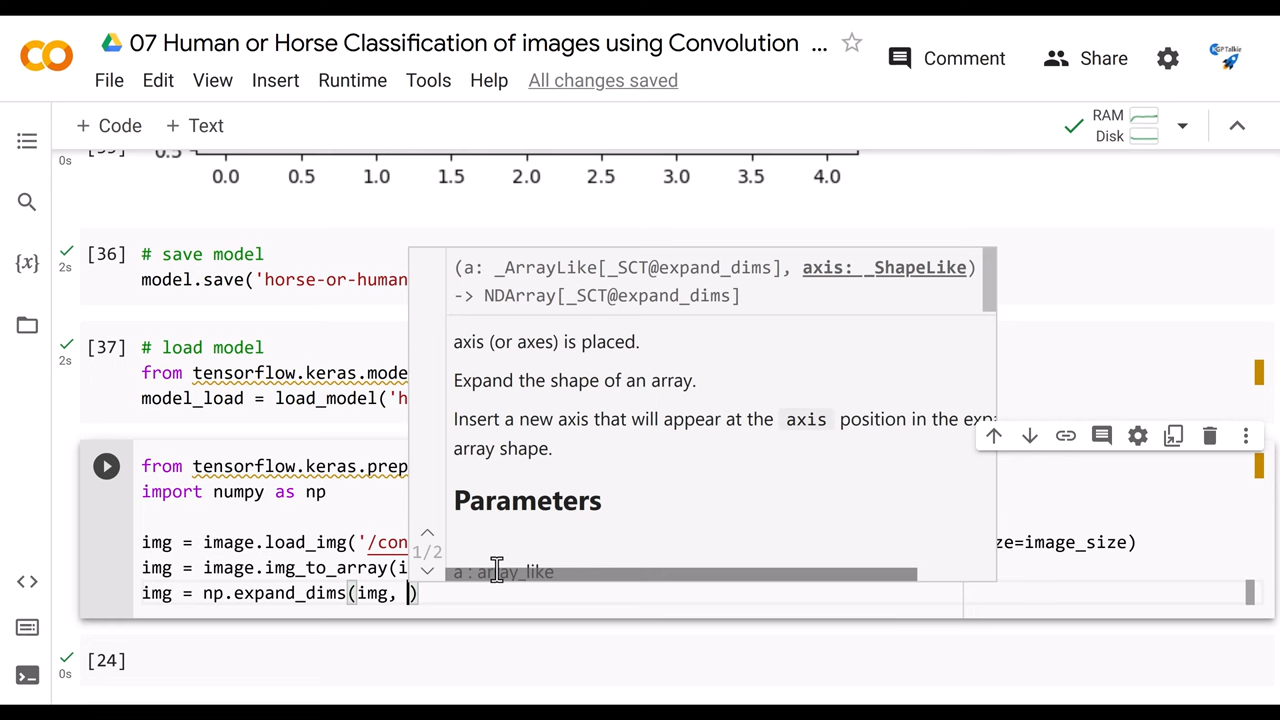 07 Human or Horse Classification of images using Convolution ...
Comment
Share
KGP Talkie
File Edit View Insert Runtime Tools Help All changes saved
+ Code + Text
RAM
Disk
0s
0.0 0.5 1.0 1.5 2.0 2.5 3.0 3.5 4.0
[36] # save model
2s
model.save('horse-or-human
(a: _ArrayLike[_SCT@expand_dims], axis: _ShapeLike)
-> NDArray[_SCT@expand_dims]
axis (or axes) is placed.
Expand the shape of an array.
Insert a new axis that will appear at the axis position in the exp
array shape.
Parameters
a : array_like
1/2
[37] # load model
2s
from tensorflow.keras.mode
model_load = load_model('h
from tensorflow.keras.prep
import numpy as np
img = image.load_img('/con
ze=image_size)
img = image.img_to_array(i
img = np.expand_dims(img, )
[24]
0s